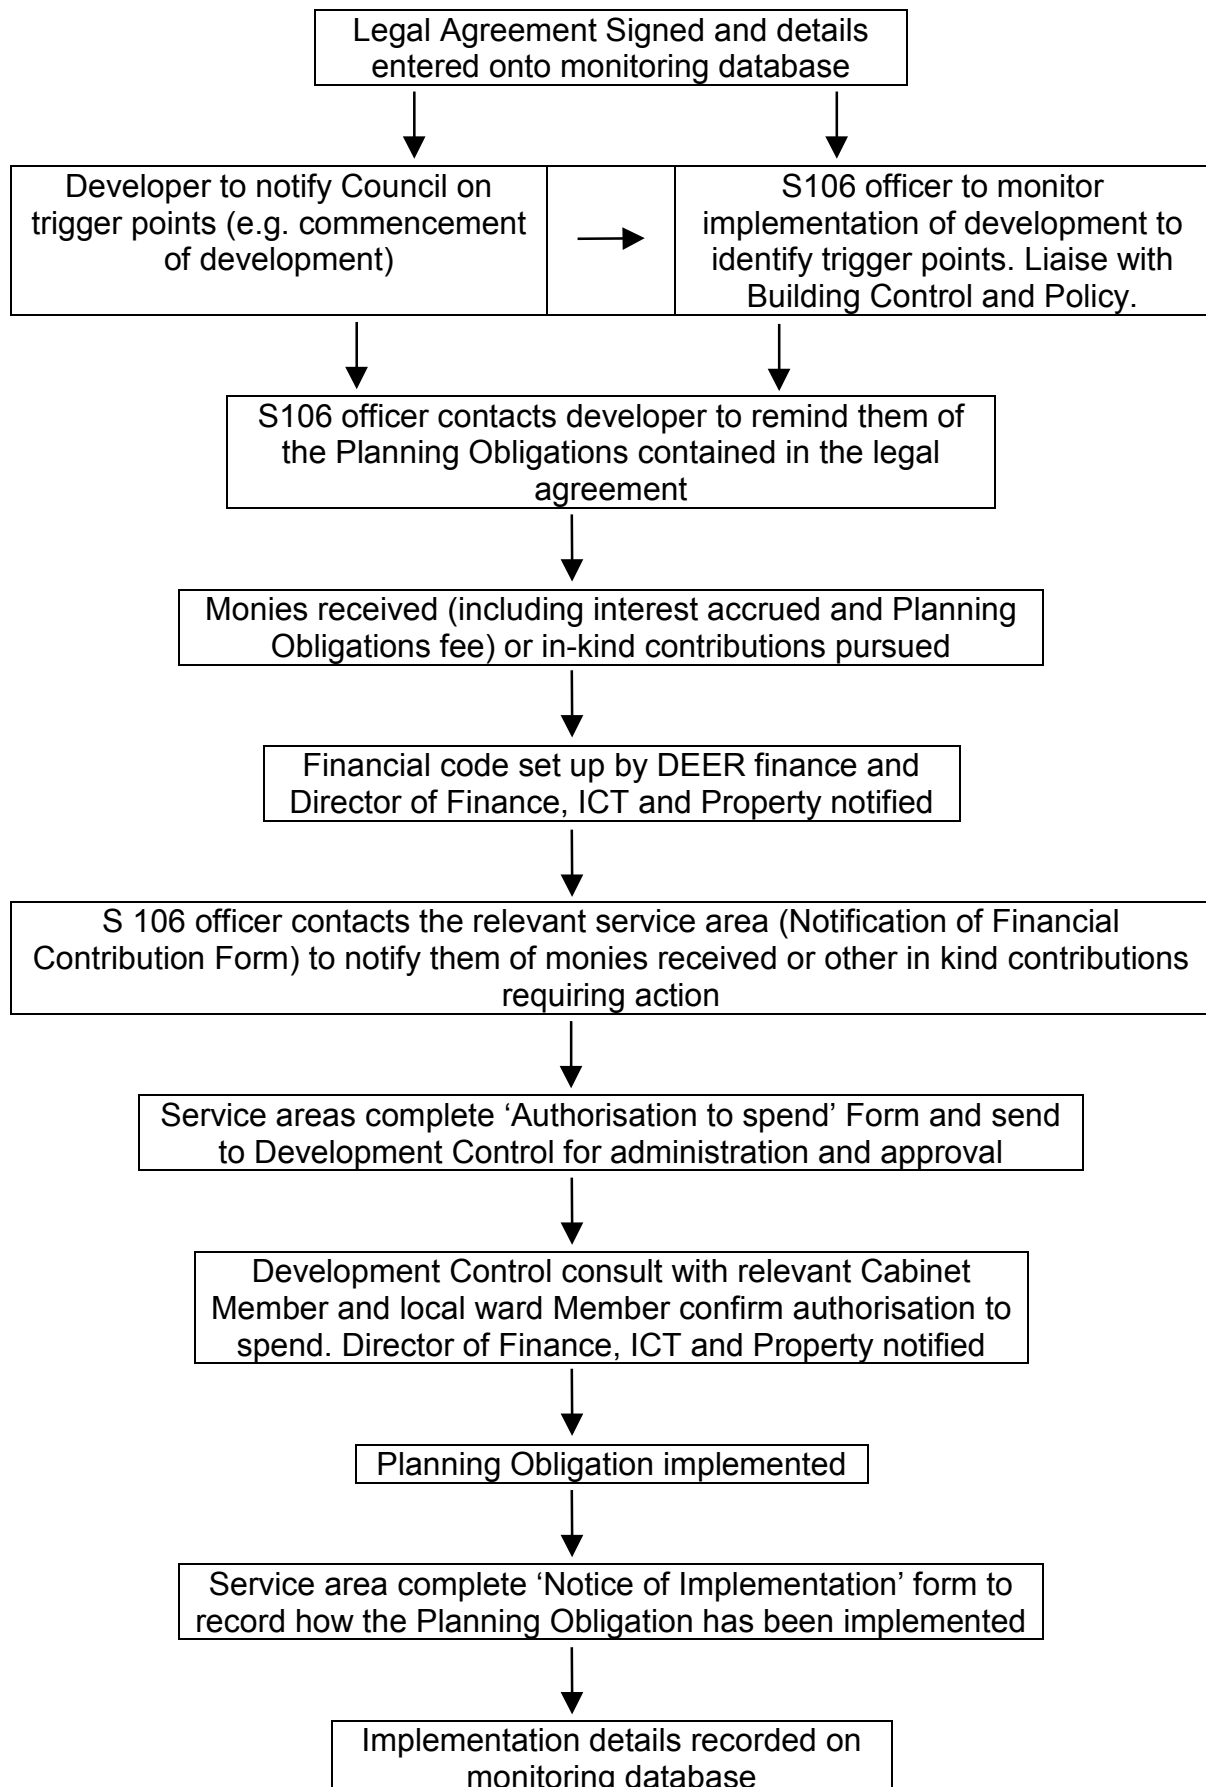 Legal Agreement Signed and details
entered onto monitoring database
Developer to notify Council on
trigger points (e.g. commencement
of development)
S106 officer to monitor
implementation of development to
identify trigger points. Liaise with
Building Control and Policy.
S106 officer contacts developer to remind them of
the Planning Obligations contained in the legal
agreement
Monies received (including interest accrued and Planning
Obligations fee) or in-kind contributions pursued
Financial code set up by DEER finance and
Director of Finance, ICT and Property notified
S 106 officer contacts the relevant service area (Notification of Financial
Contribution Form) to notify them of monies received or other in kind contributions
requiring action
Service areas complete ‘Authorisation to spend’ Form and send
to Development Control for administration and approval
Development Control consult with relevant Cabinet
Member and local ward Member confirm authorisation to
spend. Director of Finance, ICT and Property notified
Planning Obligation implemented
Service area complete ‘Notice of Implementation’ form to
record how the Planning Obligation has been implemented
Implementation details recorded on
monitoring database